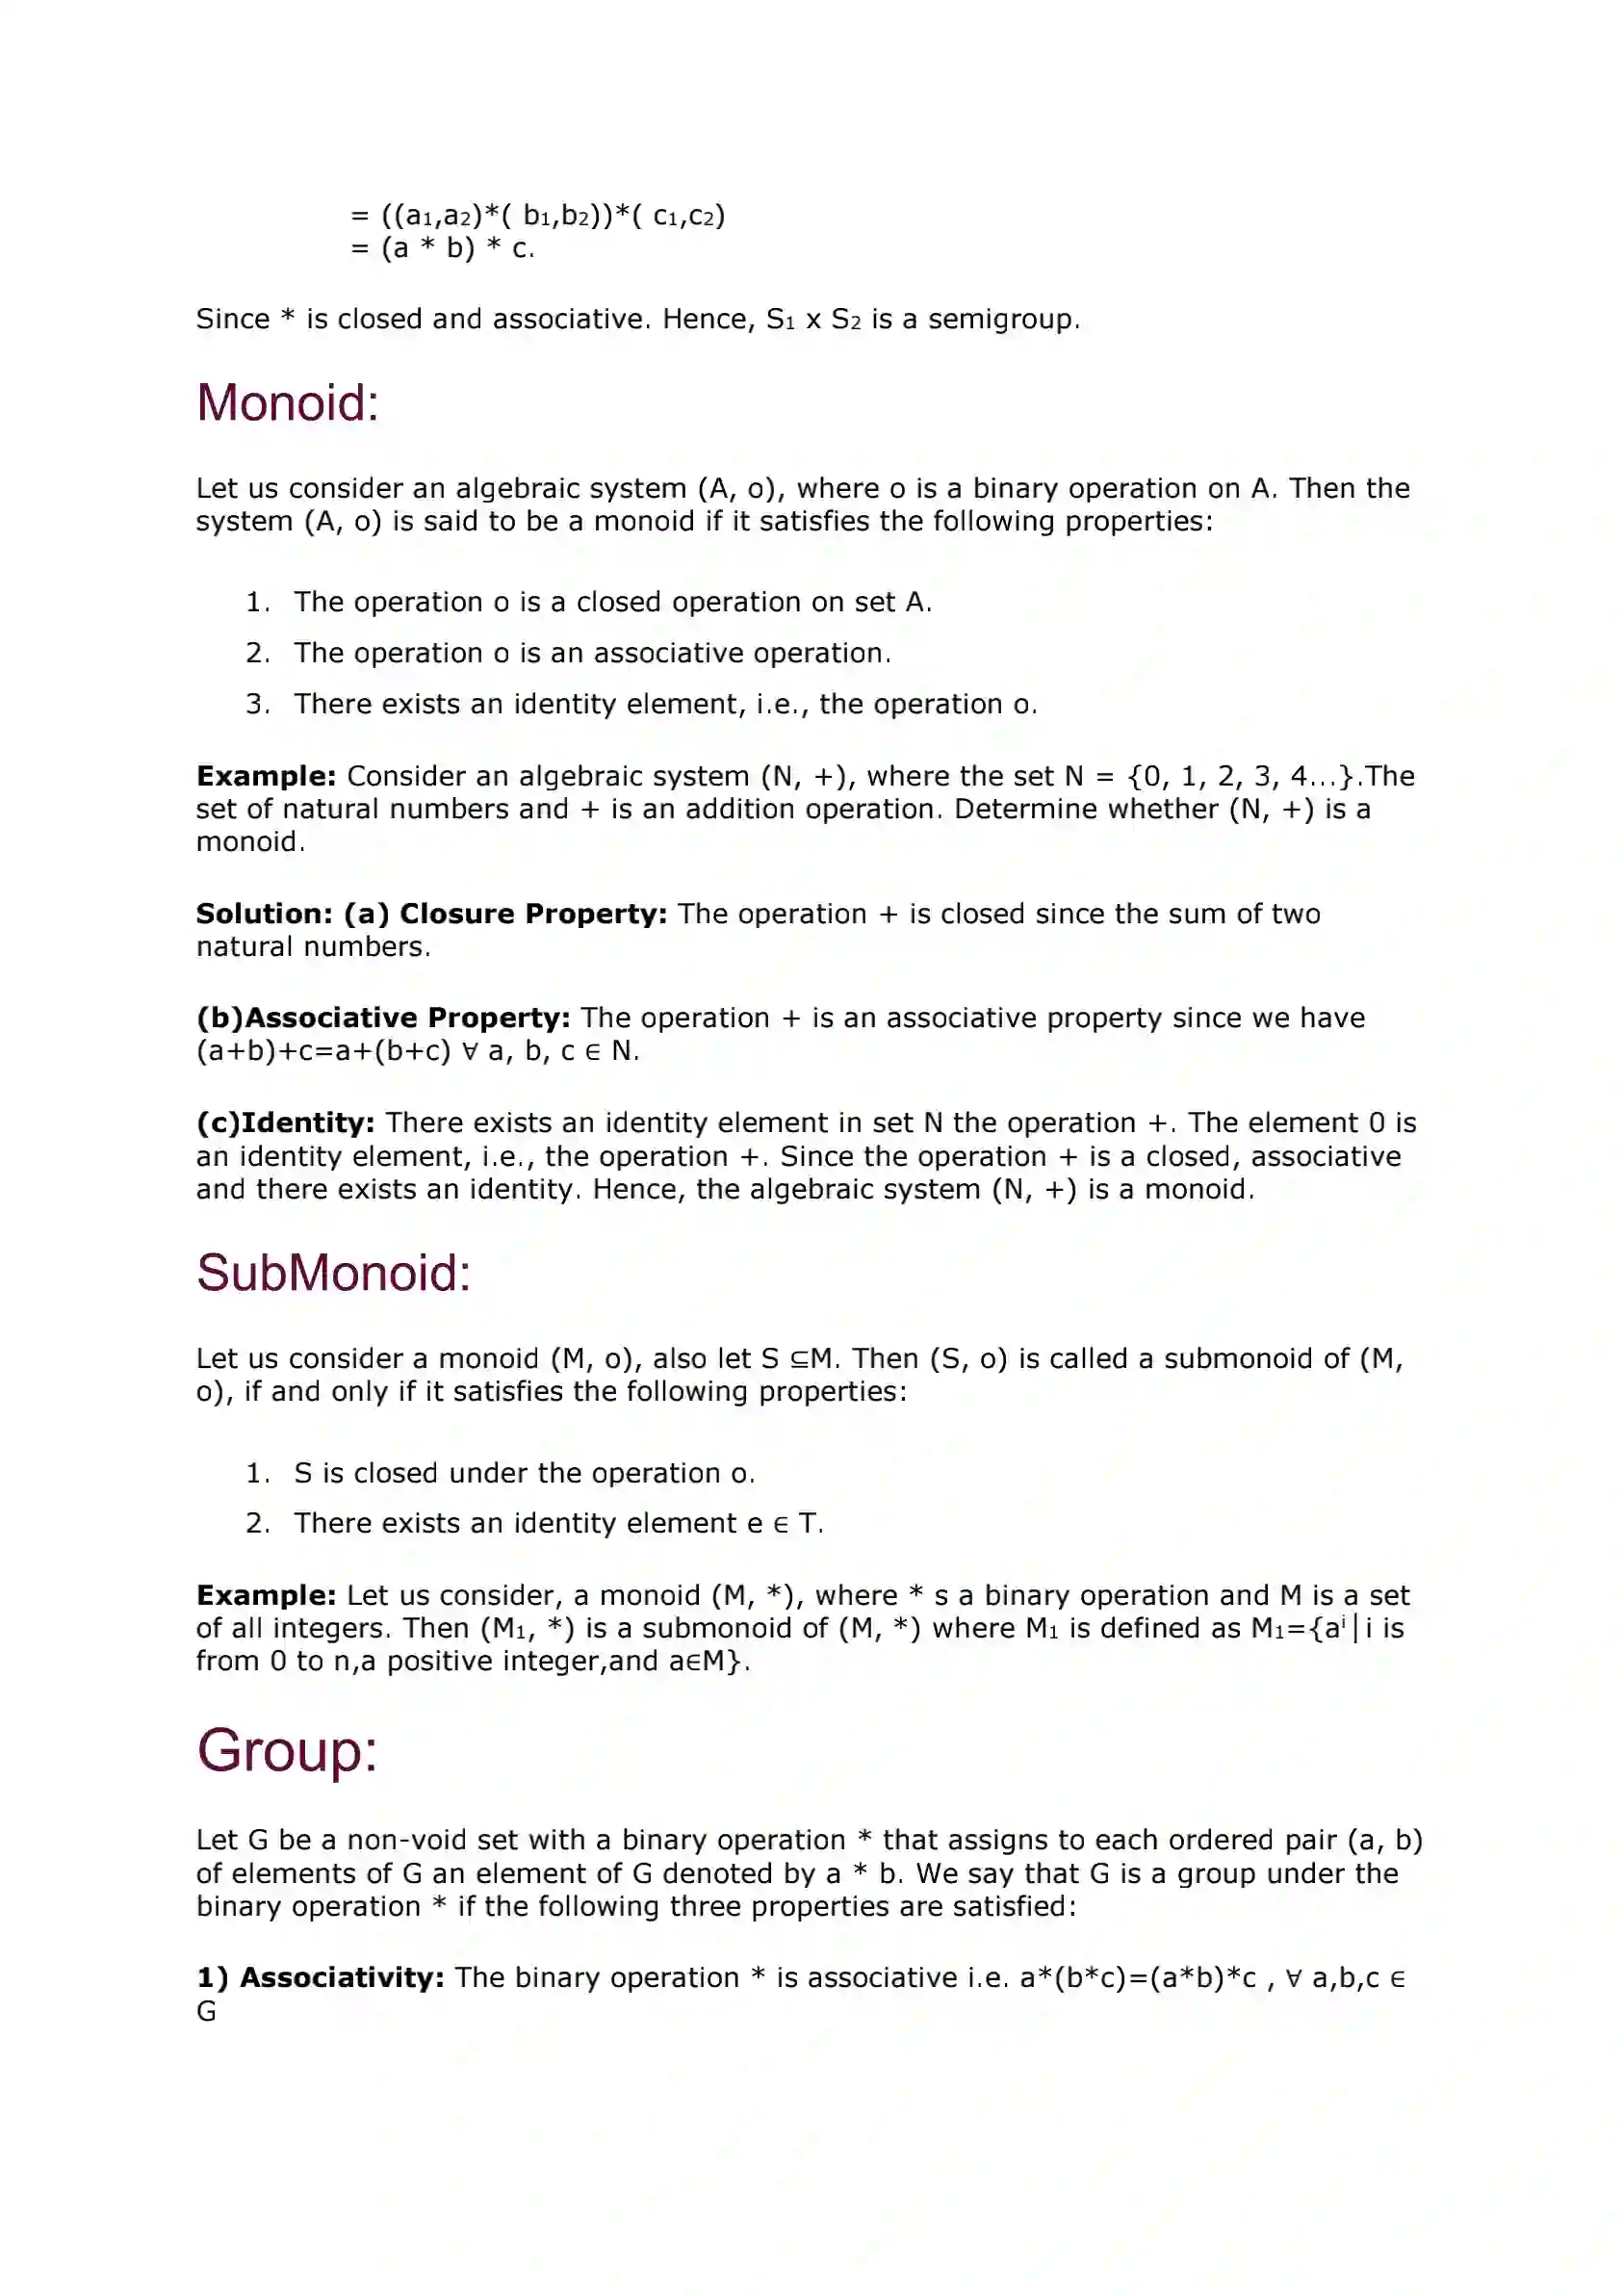 = ((a₁,a₂)*( b₁,b₂))*( c₁,c₂)
= (a * b) * c.
Since * is closed and associative. Hence, S₁ x S₂ is a semigroup.
Monoid:
Let us consider an algebraic system (A, o), where o is a binary operation on A. Then the
system (A, o) is said to be a monoid if it satisfies the following properties:
1. The operation o is a closed operation on set A.
2. The operation o is an associative operation.
3. There exists an identity element, i.e., the operation o.
Example: Consider an algebraic system (N, +), where the set N = {0, 1, 2, 3, 4...}.The
set of natural numbers and + is an addition operation. Determine whether (N, +) is a
monoid.
Solution: (a) Closure Property: The operation + is closed since the sum of two
natural numbers.
(b)Associative Property: The operation + is an associative property since we have
(a+b)+c=a+(b+c) ∀ a, b, c ∈ N.
(c)Identity: There exists an identity element in set N the operation +. The element 0 is
an identity element, i.e., the operation +. Since the operation + is a closed, associative
and there exists an identity. Hence, the algebraic system (N, +) is a monoid.
SubMonoid:
Let us consider a monoid (M, o), also let S ⊆M. Then (S, o) is called a submonoid of (M,
o), if and only if it satisfies the following properties:
1. S is closed under the operation o.
2. There exists an identity element e ∈ T.
Example: Let us consider, a monoid (M, *), where * s a binary operation and M is a set
of all integers. Then (M₁, *) is a submonoid of (M, *) where M₁ is defined as M₁={aⁱ│i is
from 0 to n,a positive integer,and a∈M}.
Group:
Let G be a non-void set with a binary operation * that assigns to each ordered pair (a, b)
of elements of G an element of G denoted by a * b. We say that G is a group under the
binary operation * if the following three properties are satisfied:
1) Associativity: The binary operation * is associative i.e. a*(b*c)=(a*b)*c , ∀ a,b,c ∈
G